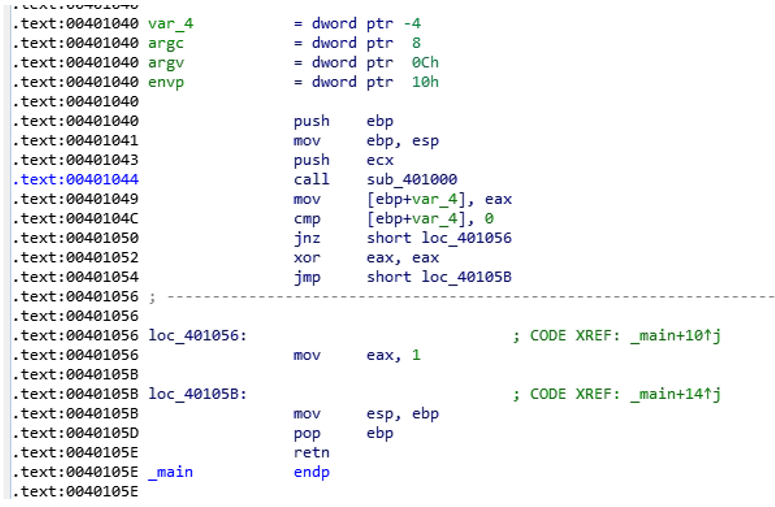 .text:00401040
.text:00401040 var_4 = dword ptr -4
.text:00401040 argc = dword ptr 8
.text:00401040 argv = dword ptr 0Ch
.text:00401040 envp = dword ptr 10h
.text:00401040
.text:00401040 push ebp
.text:00401041 mov ebp, esp
.text:00401043 push ecx
.text:00401044 call sub_401000
.text:00401049 mov [ebp+var_4], eax
.text:0040104C cmp [ebp+var_4], 0
.text:00401050 jnz short loc_401056
.text:00401052 xor eax, eax
.text:00401054 jmp short loc_40105B
.text:00401056 ; ---------------------------------------------------------------------------
.text:00401056
.text:00401056 loc_401056: ; CODE XREF: _main+10↑j
.text:00401056 mov eax, 1
.text:0040105B
.text:0040105B loc_40105B: ; CODE XREF: _main+14↑j
.text:0040105B mov esp, ebp
.text:0040105D pop ebp
.text:0040105E retn
.text:0040105E _main endp
.text:0040105E